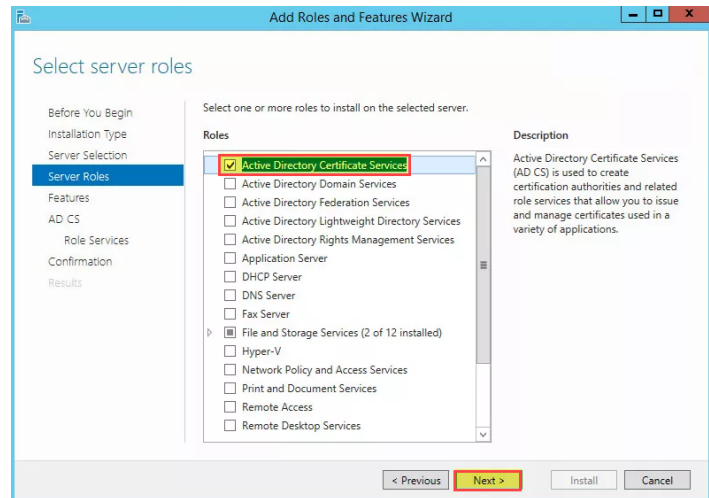 Add Roles and Features Wizard
Select server roles
Before You Begin
Installation Type
Server Selection
Server Roles
Features
AD CS
Role Services
Confirmation
Results
Select one or more roles to install on the selected server.
Roles
Active Directory Certificate Services
Active Directory Domain Services
Active Directory Federation Services
Active Directory Lightweight Directory Services
Active Directory Rights Management Services
Application Server
DHCP Server
DNS Server
Fax Server
File and Storage Services (2 of 12 installed)
Hyper-V
Network Policy and Access Services
Print and Document Services
Remote Access
Remote Desktop Services
Description
Active Directory Certificate Services
(AD CS) is used to create
certification authorities and related
role services that allow you to issue
and manage certificates used in a
variety of applications.
< Previous
Next >
Install
Cancel